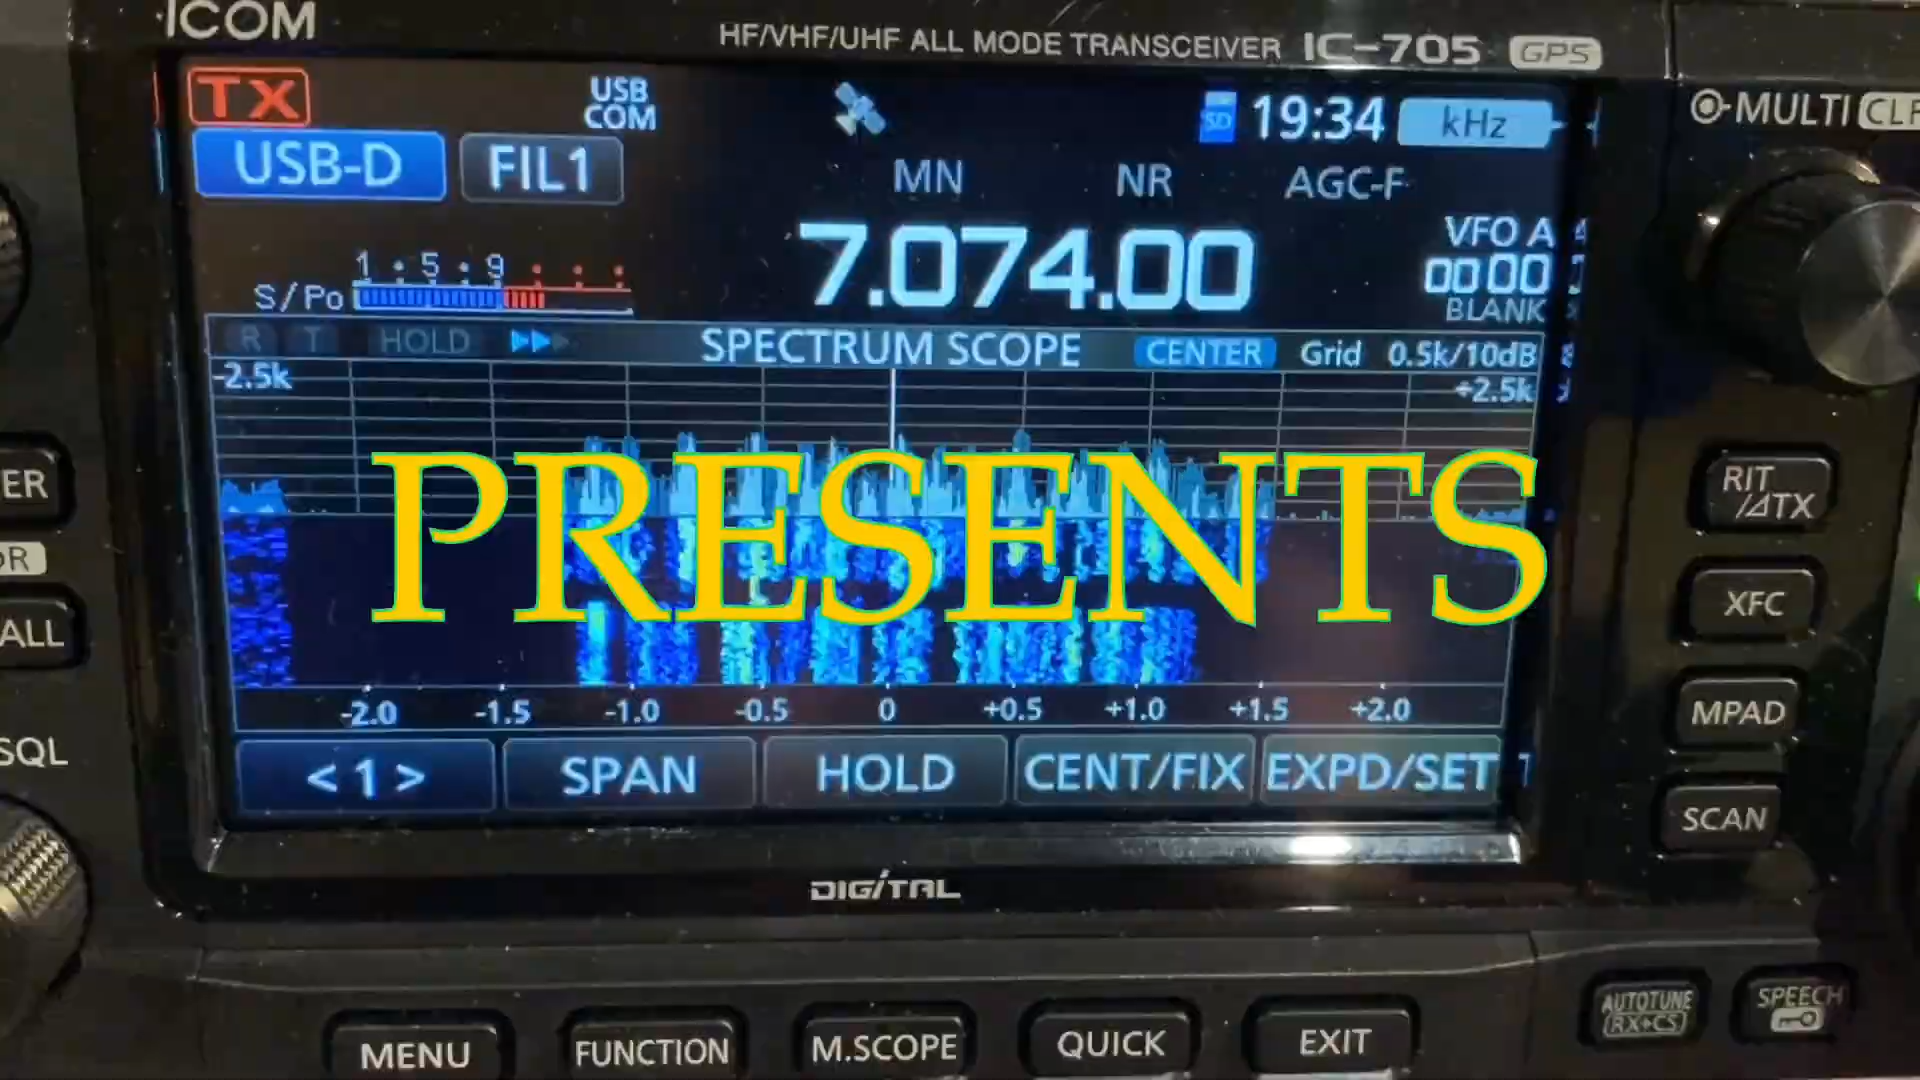 ICOM
HF/VHF/UHF ALL MODE TRANSCEIVER IC-705 GPS
TX
USB
COM
SD 19:34 kHz
MULTI
USB-D FIL1
MN NR AGC-F
7.074.00
VFO A
00 00
BLANK
1 • 5 • 9
S/Po
R T HOLD SPECTRUM SCOPE CENTER Grid 0.5k/10dB
-2.5k +2.5k
PRESENTS
-2.0 -1.5 -1.0 -0.5 0 +0.5 +1.0 +1.5 +2.0
<1> SPAN HOLD CENT/FIX EXPD/SET
DIGITAL
RIT
/⊿TX
XFC
MPAD
SCAN
SQL
MENU FUNCTION M.SCOPE QUICK EXIT
AUTOTUNE
RX→CS
SPEECH